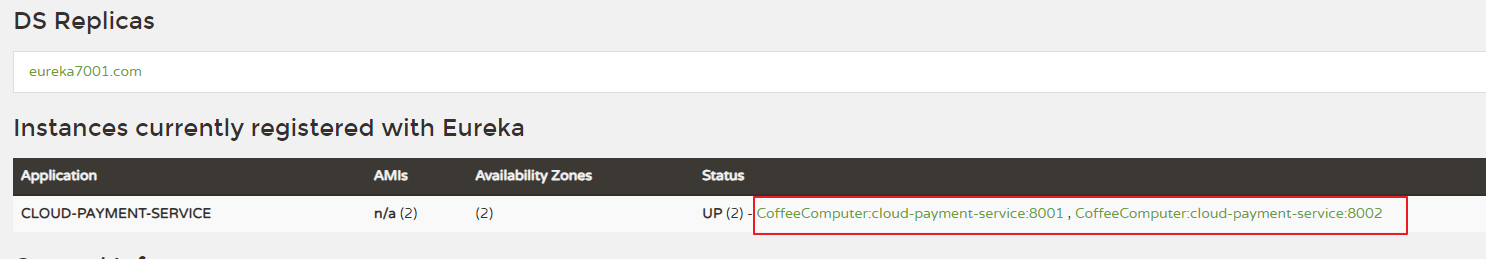 DS Replicas
eureka7001.com
Instances currently registered with Eureka
Application AMIs Availability Zones Status
CLOUD-PAYMENT-SERVICE n/a (2) (2) UP (2) - CoffeeComputer:cloud-payment-service:8001 , CoffeeComputer:cloud-payment-service:8002